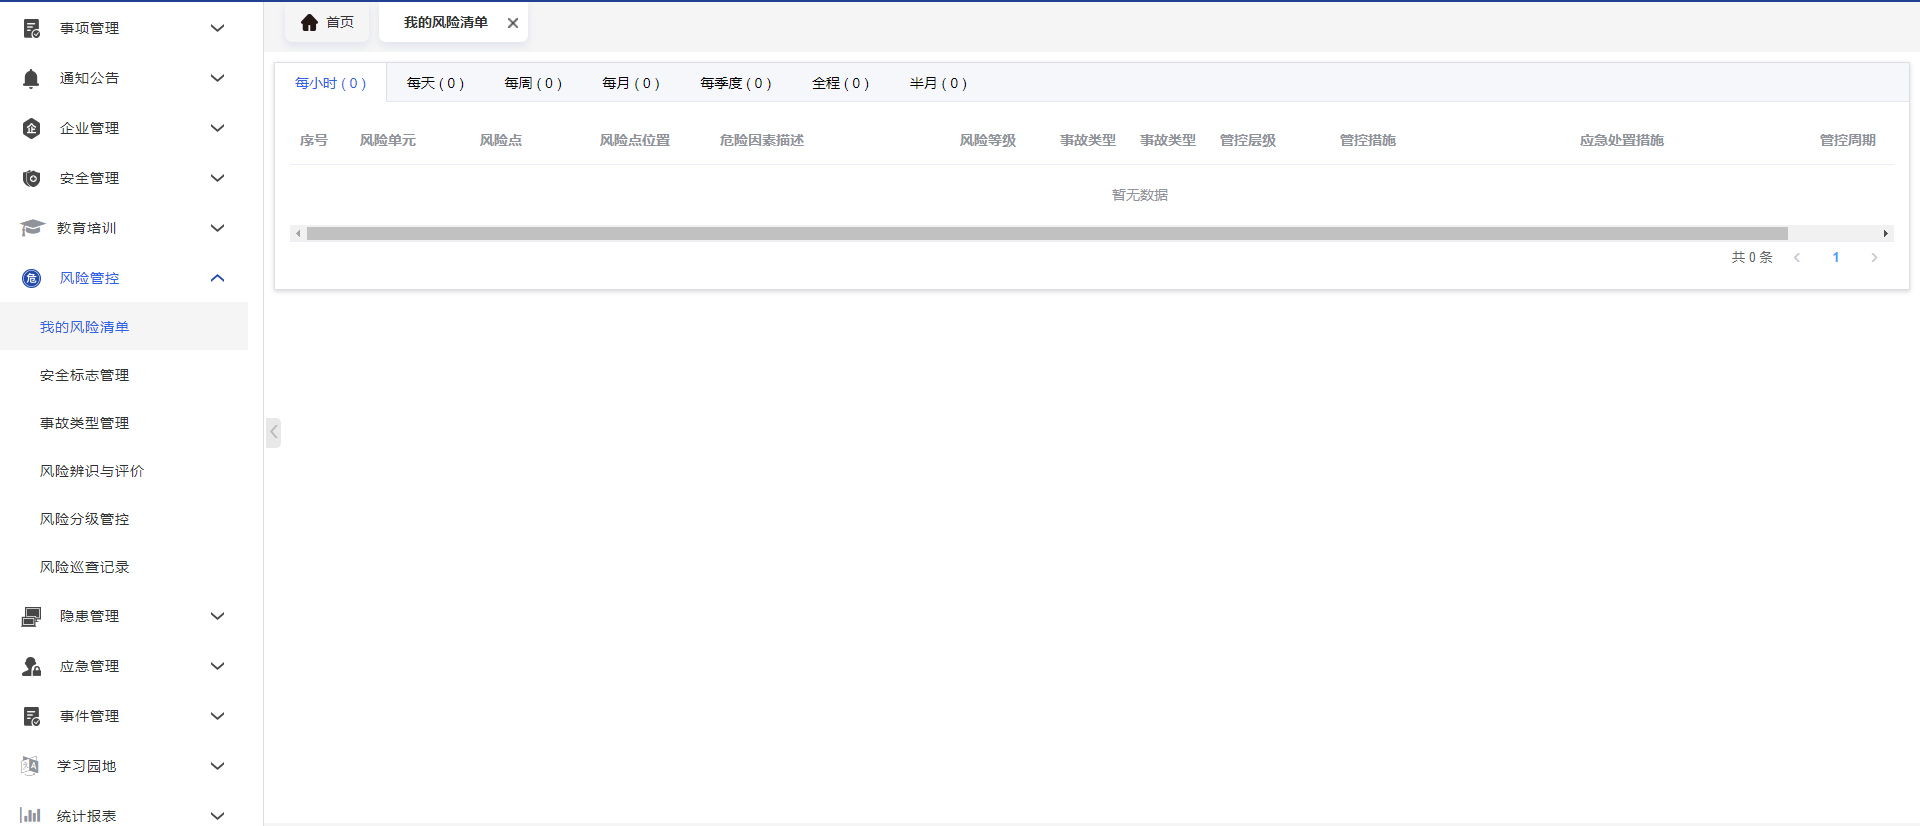 事项管理
通知公告
企业管理
安全管理
教育培训
风险管控
我的风险清单
安全标志管理
事故类型管理
风险辨识与评价
风险分级管控
风险巡查记录
隐患管理
应急管理
事件管理
学习园地
统计报表
首页 我的风险清单
每小时 ( 0 ) 每天 ( 0 ) 每周 ( 0 ) 每月 ( 0 ) 每季度 ( 0 ) 全程 ( 0 ) 半月 ( 0 )
序号 风险单元 风险点 风险点位置 危险因素描述 风险等级 事故类型 事故类型 管控层级 管控措施 应急处置措施 管控周期
暂无数据
共 0 条 1